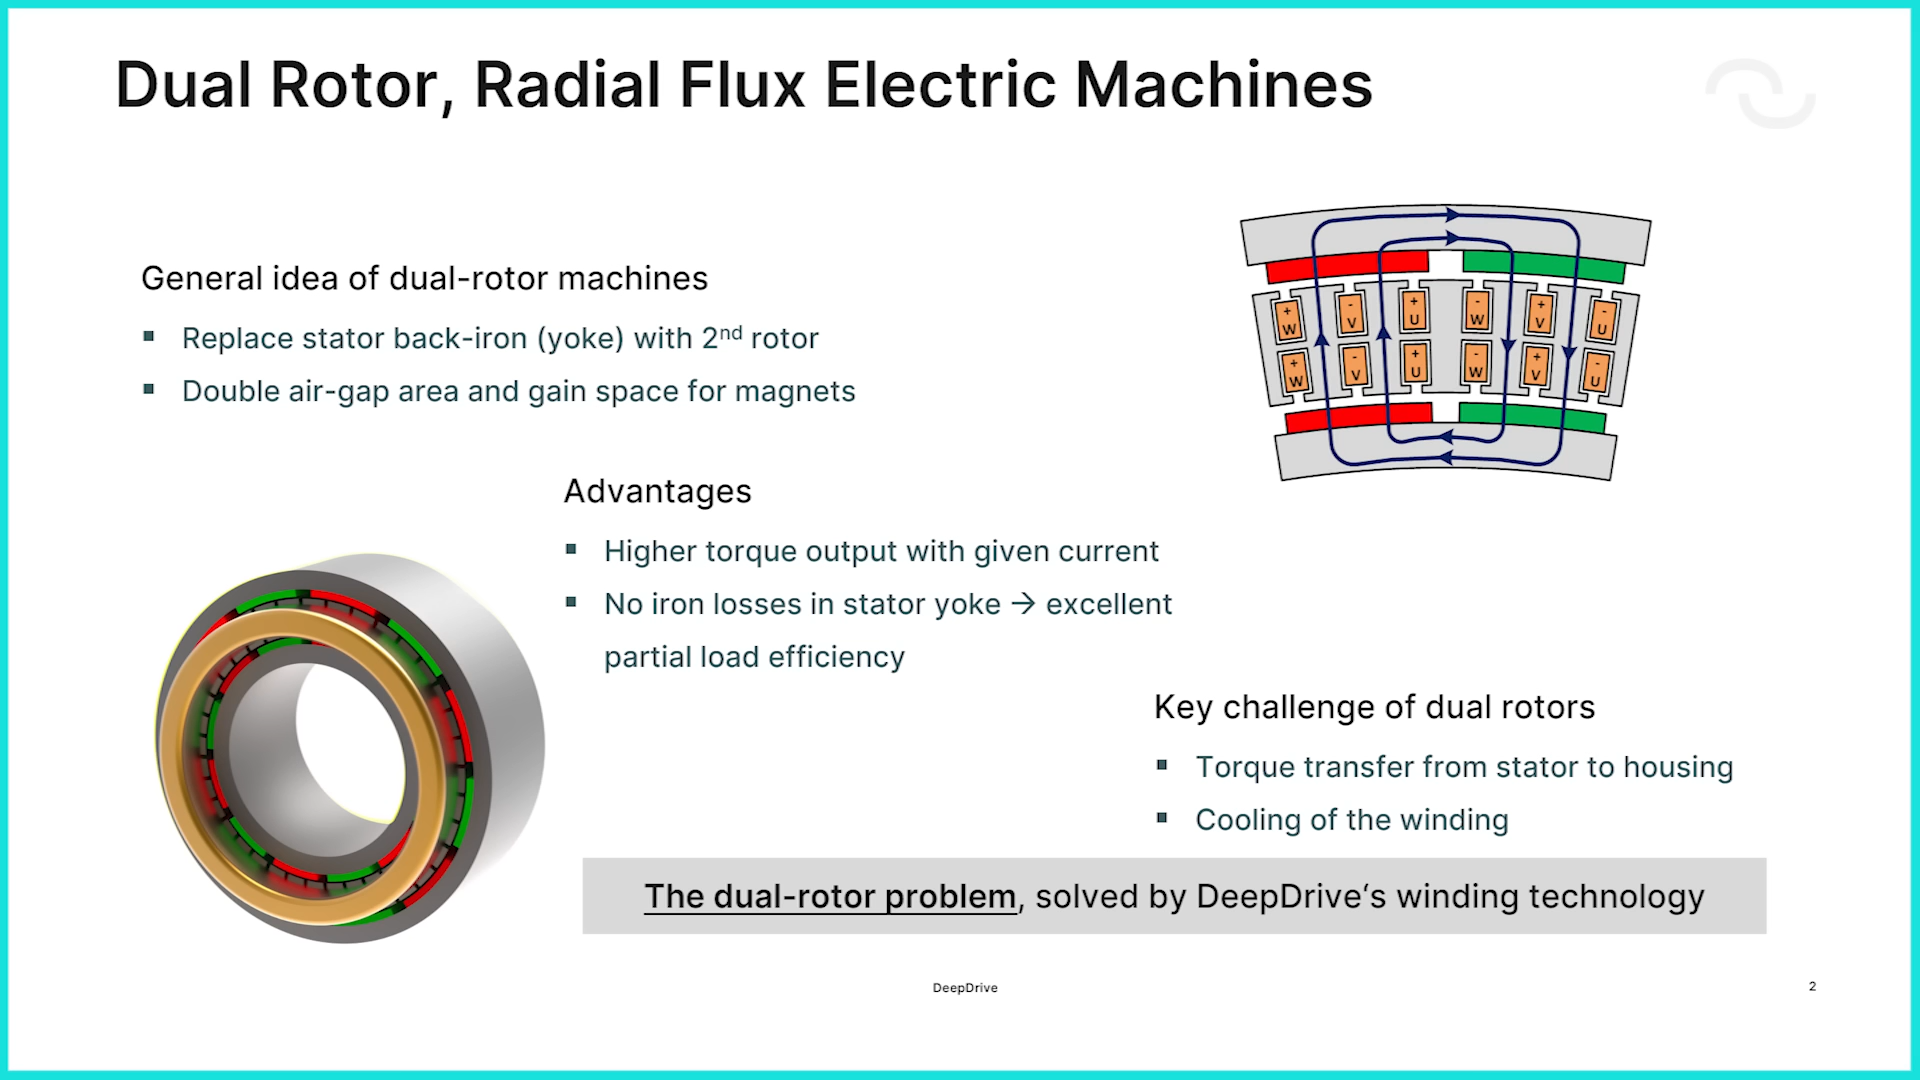 Dual Rotor, Radial Flux Electric Machines
General idea of dual-rotor machines
▪ Replace stator back-iron (yoke) with 2nd rotor
▪ Double air-gap area and gain space for magnets
+ W - V + U - W + V - U
+ W - V + U - W + V - U
Advantages
▪ Higher torque output with given current
▪ No iron losses in stator yoke → excellent
partial load efficiency
Key challenge of dual rotors
▪ Torque transfer from stator to housing
▪ Cooling of the winding
The dual-rotor problem, solved by DeepDrive‘s winding technology
DeepDrive
2